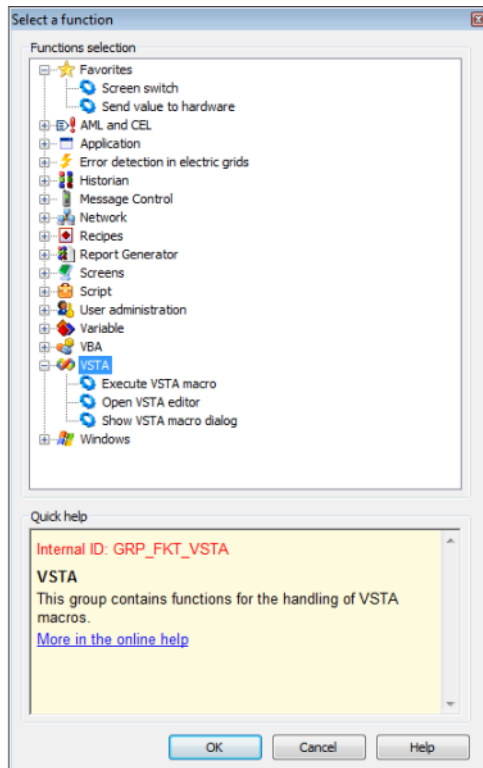 Select a function
Functions selection
Favorites
Screen switch
Send value to hardware
AML and CEL
Application
Error detection in electric grids
Historian
Message Control
Network
Recipes
Report Generator
Screens
Script
User administration
Variable
VBA
VSTA
Execute VSTA macro
Open VSTA editor
Show VSTA macro dialog
Windows
Quick help
Internal ID: GRP_FKT_VSTA
VSTA
This group contains functions for the handling of VSTA
macros.
More in the online help
OK Cancel Help